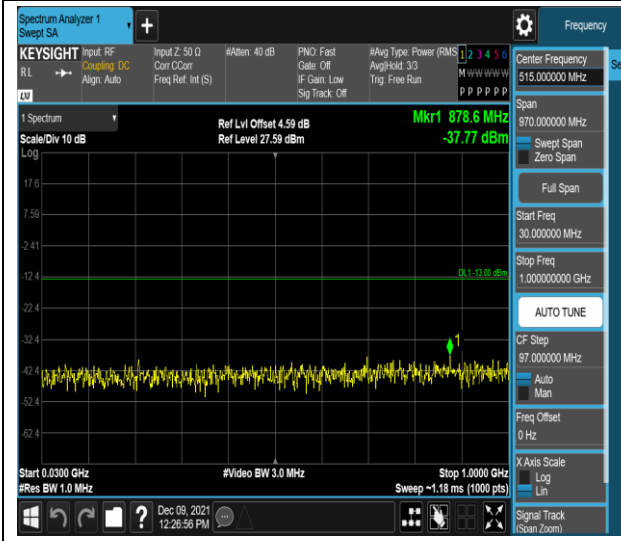 Spectrum Analyzer 1
Swept SA
+
Frequency
KEYSIGHT
RL
LXI
Input: RF
Coupling: DC
Align: Auto
Input Z: 50 Ω
Corr CCorr
Freq Ref: Int (S)
#Atten: 40 dB
PNO: Fast
Gate: Off
IF Gain: Low
Sig Track: Off
#Avg Type: Power (RMS
Avg|Hold: 3/3
Trig: Free Run
1 2 3 4 5 6
M W W W W W
P P P P P P
1 Spectrum
Scale/Div 10 dB
Log
Ref Lvl Offset 4.59 dB
Ref Level 27.59 dBm
Mkr1 878.6 MHz
-37.77 dBm
17.6
7.59
-2.41
-12.4
DL1 -13.00 dBm
-22.4
-32.4
1
-42.4
-52.4
-62.4
Start 0.0300 GHz
#Res BW 1.0 MHz
#Video BW 3.0 MHz
Stop 1.0000 GHz
Sweep ~1.18 ms (1000 pts)
Dec 09, 2021
12:26:56 PM
?
Center Frequency
515.000000 MHz
Se
Span
970.000000 MHz
Swept Span
Zero Span
Full Span
Start Freq
30.000000 MHz
Stop Freq
1.000000000 GHz
AUTO TUNE
CF Step
97.000000 MHz
Auto
Man
Freq Offset
0 Hz
X Axis Scale
Log
Lin
Signal Track
(Span Zoom)